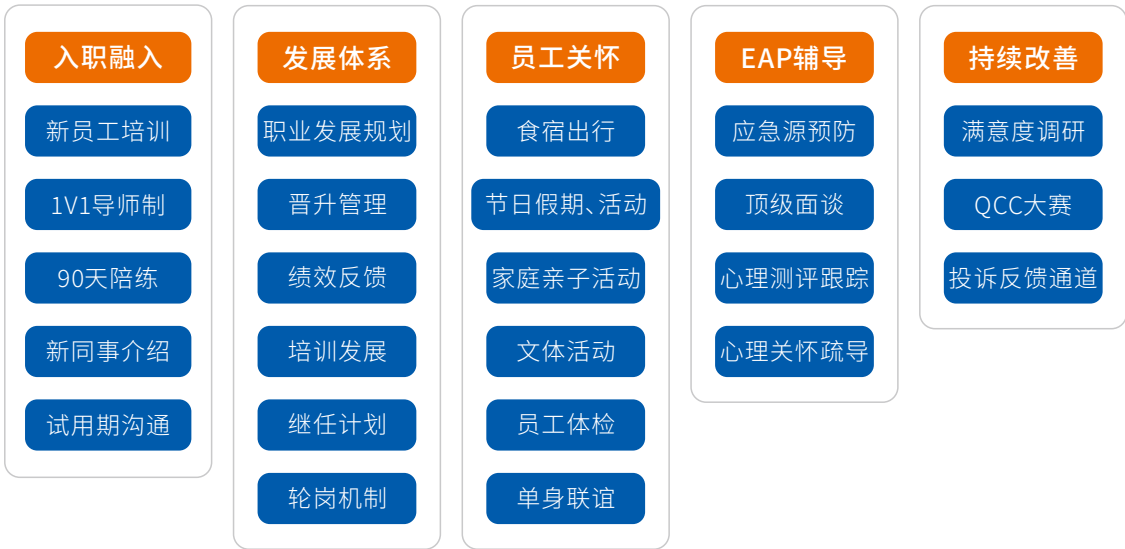 入职融入
新员工培训
1V1导师制
90天陪练
新同事介绍
试用期沟通
发展体系
职业发展规划
晋升管理
绩效反馈
培训发展
继任计划
轮岗机制
员工关怀
食宿出行
节日假期、活动
家庭亲子活动
文体活动
员工体检
单身联谊
EAP辅导
应急源预防
顶级面谈
心理测评跟踪
心理关怀疏导
持续改善
满意度调研
QCC大赛
投诉反馈通道